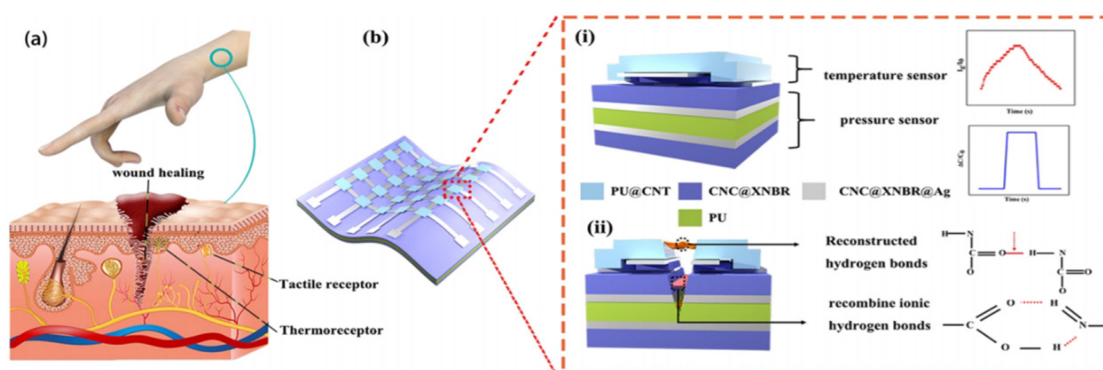 (a)
wound healing
Tactile receptor
Thermoreceptor
(b)
(i)
temperature sensor
pressure sensor
Time (s)
ΔC/C₀
Time (s)
PU@CNT
CNC@XNBR
CNC@XNBR@Ag
PU
(ii)
Reconstructed
hydrogen bonds
recombine ionic
hydrogen bonds
H N
C O H N
O C O
O
O H
C N
O H